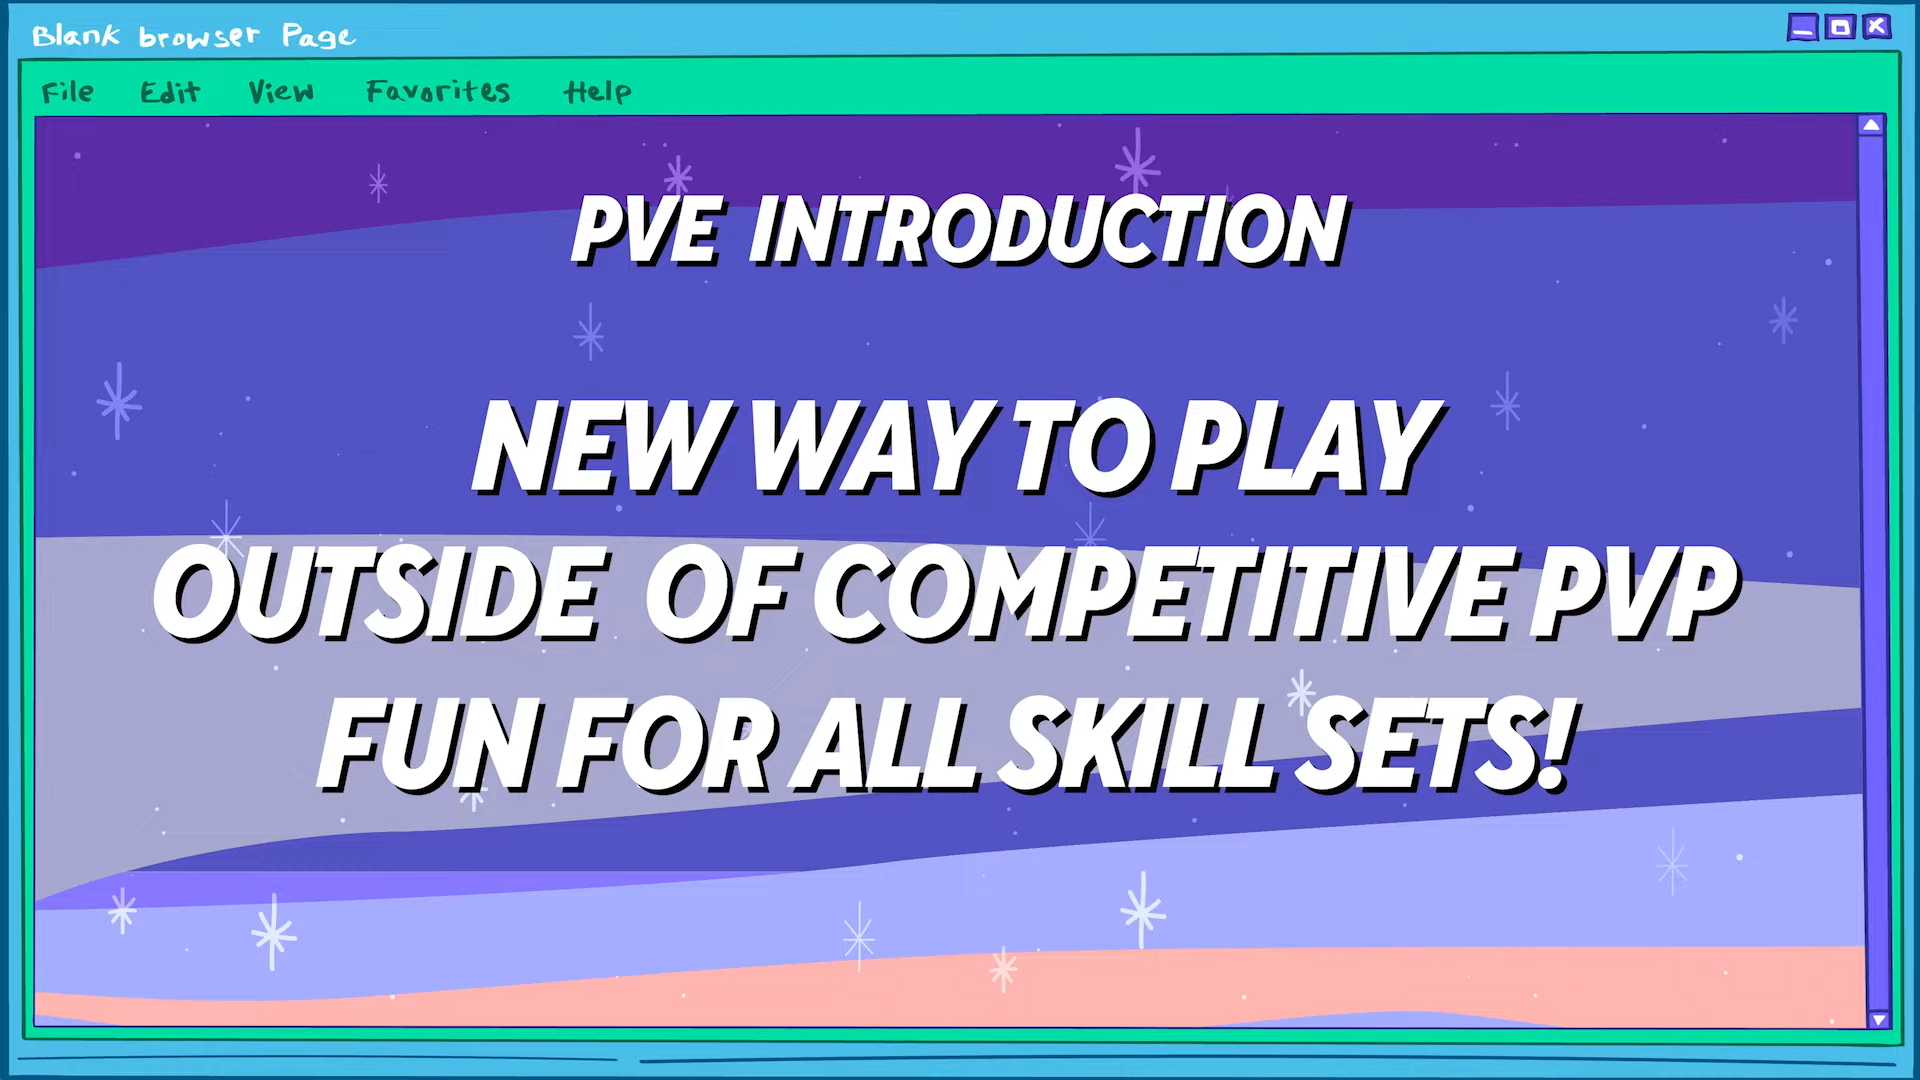 Blank browser Page
File Edit View Favorites Help
PVE INTRODUCTION
NEW WAY TO PLAY
OUTSIDE OF COMPETITIVE PVP
FUN FOR ALL SKILL SETS!